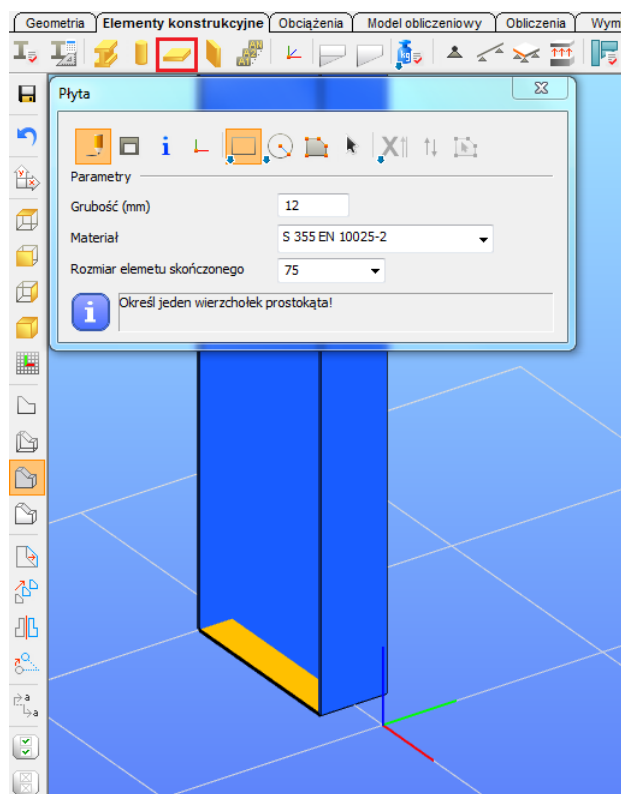 Geometria Elementy konstrukcyjne Obciążenia Model obliczeniowy Obliczenia Wym
Płyta
Parametry
Grubość (mm) 12
Materiał S 355 EN 10025-2
Rozmiar elemetu skończonego 75
Określ jeden wierzchołek prostokąta!